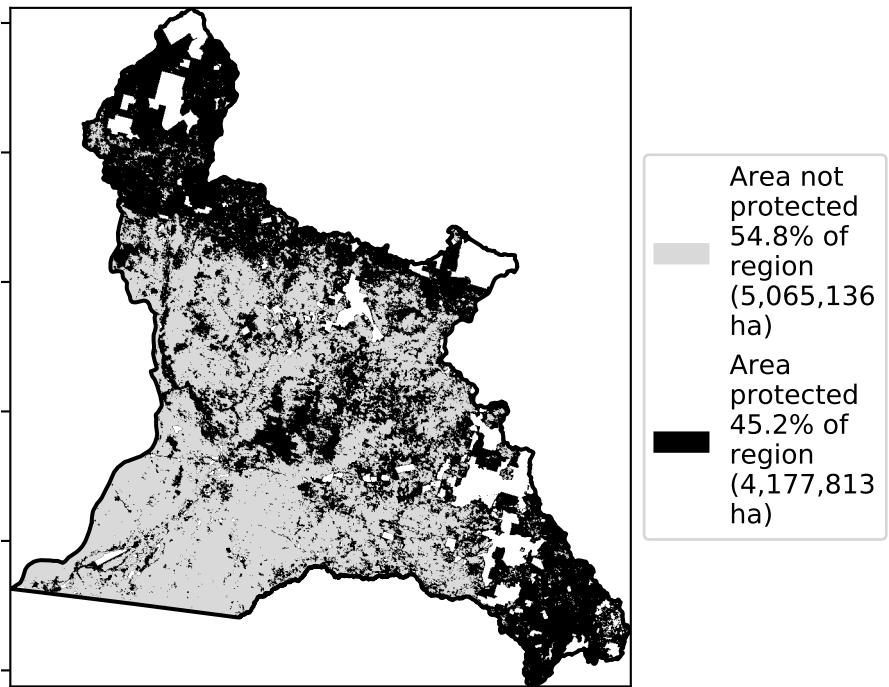 Area not
protected
54.8% of
region
(5,065,136
ha)
Area
protected
45.2% of
region
(4,177,813
ha)